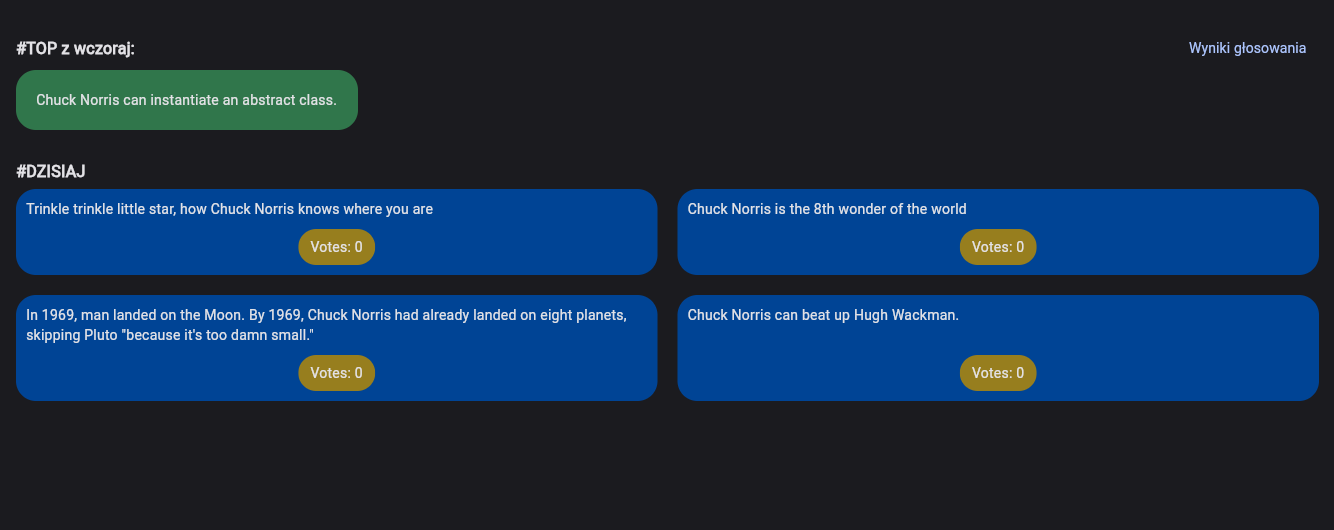 #TOP z wczoraj:
Wyniki głosowania
Chuck Norris can instantiate an abstract class.
#DZISIAJ
Trinkle trinkle little star, how Chuck Norris knows where you are
Votes: 0
Chuck Norris is the 8th wonder of the world
Votes: 0
In 1969, man landed on the Moon. By 1969, Chuck Norris had already landed on eight planets,
skipping Pluto "because it's too damn small."
Votes: 0
Chuck Norris can beat up Hugh Wackman.
Votes: 0